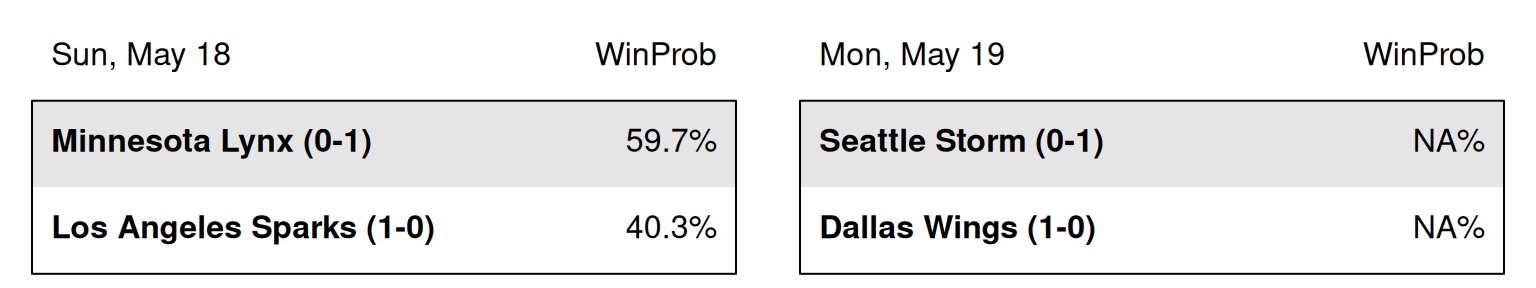 Sun, May 18 WinProb
Minnesota Lynx (0-1) 59.7%
Los Angeles Sparks (1-0) 40.3%
Mon, May 19 WinProb
Seattle Storm (0-1) NA%
Dallas Wings (1-0) NA%